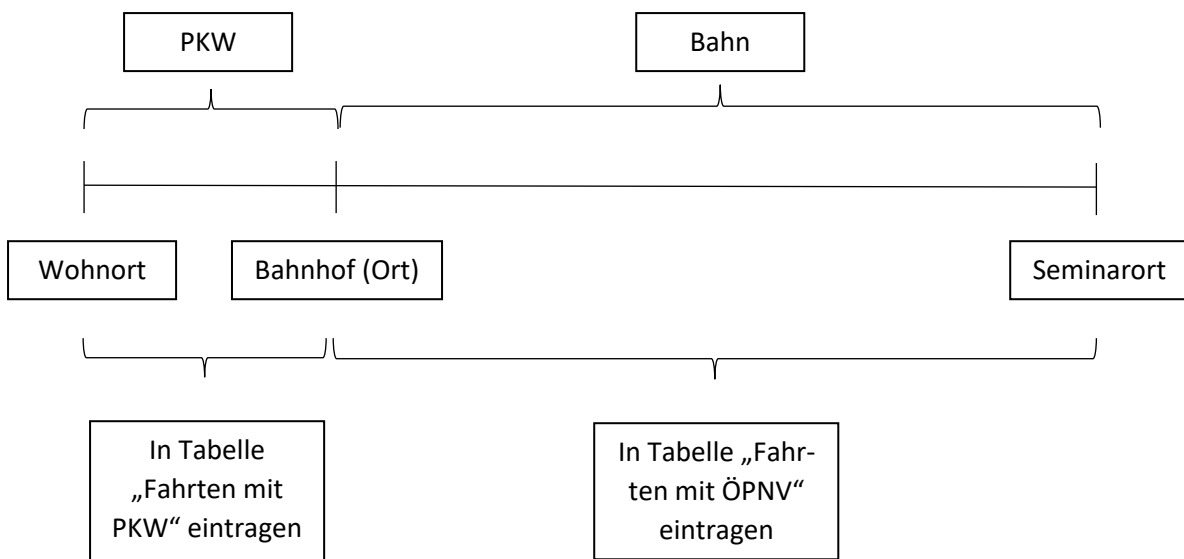 PKW
Bahn
Wohnort
Bahnhof (Ort)
Seminarort
In Tabelle
„Fahrten mit
PKW“ eintragen
In Tabelle „Fahr-
ten mit ÖPNV“
eintragen